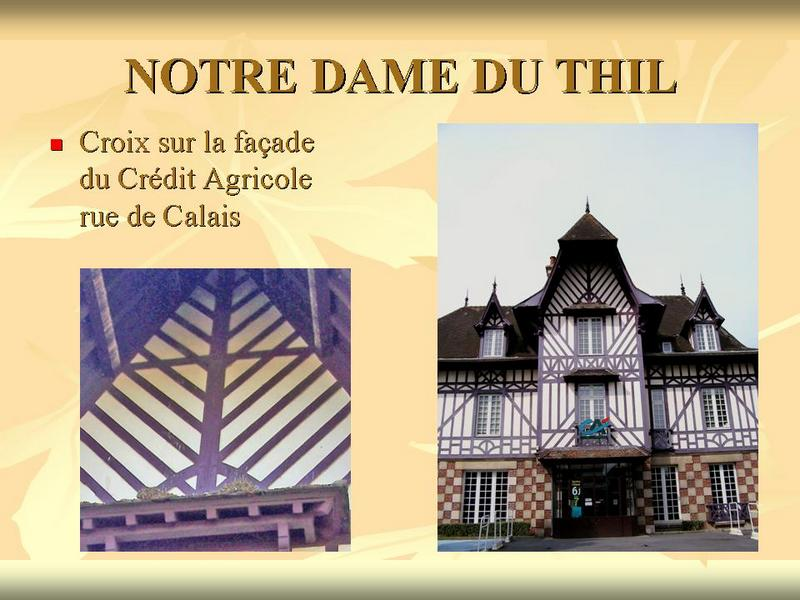 NOTRE DAME DU THIL
Croix sur la façade
du Crédit Agricole
rue de Calais